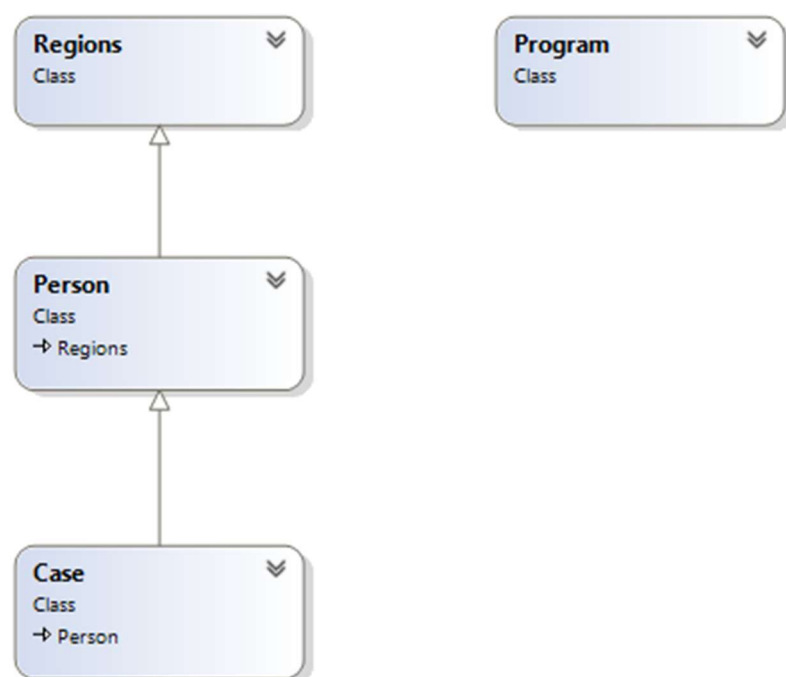 Regions
Class
Program
Class
Person
Class
Regions
Case
Class
Person